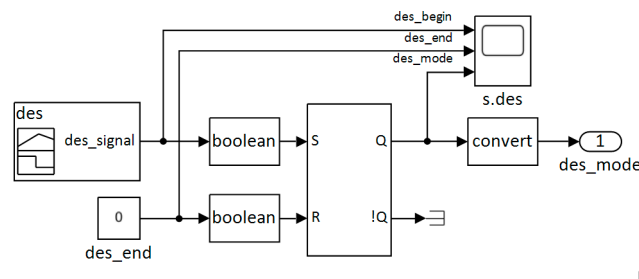 des_begin
des_end
des_mode
s.des
des
des_signal
boolean
S
Q
convert
1
des_mode
0
boolean
R
!Q
des_end